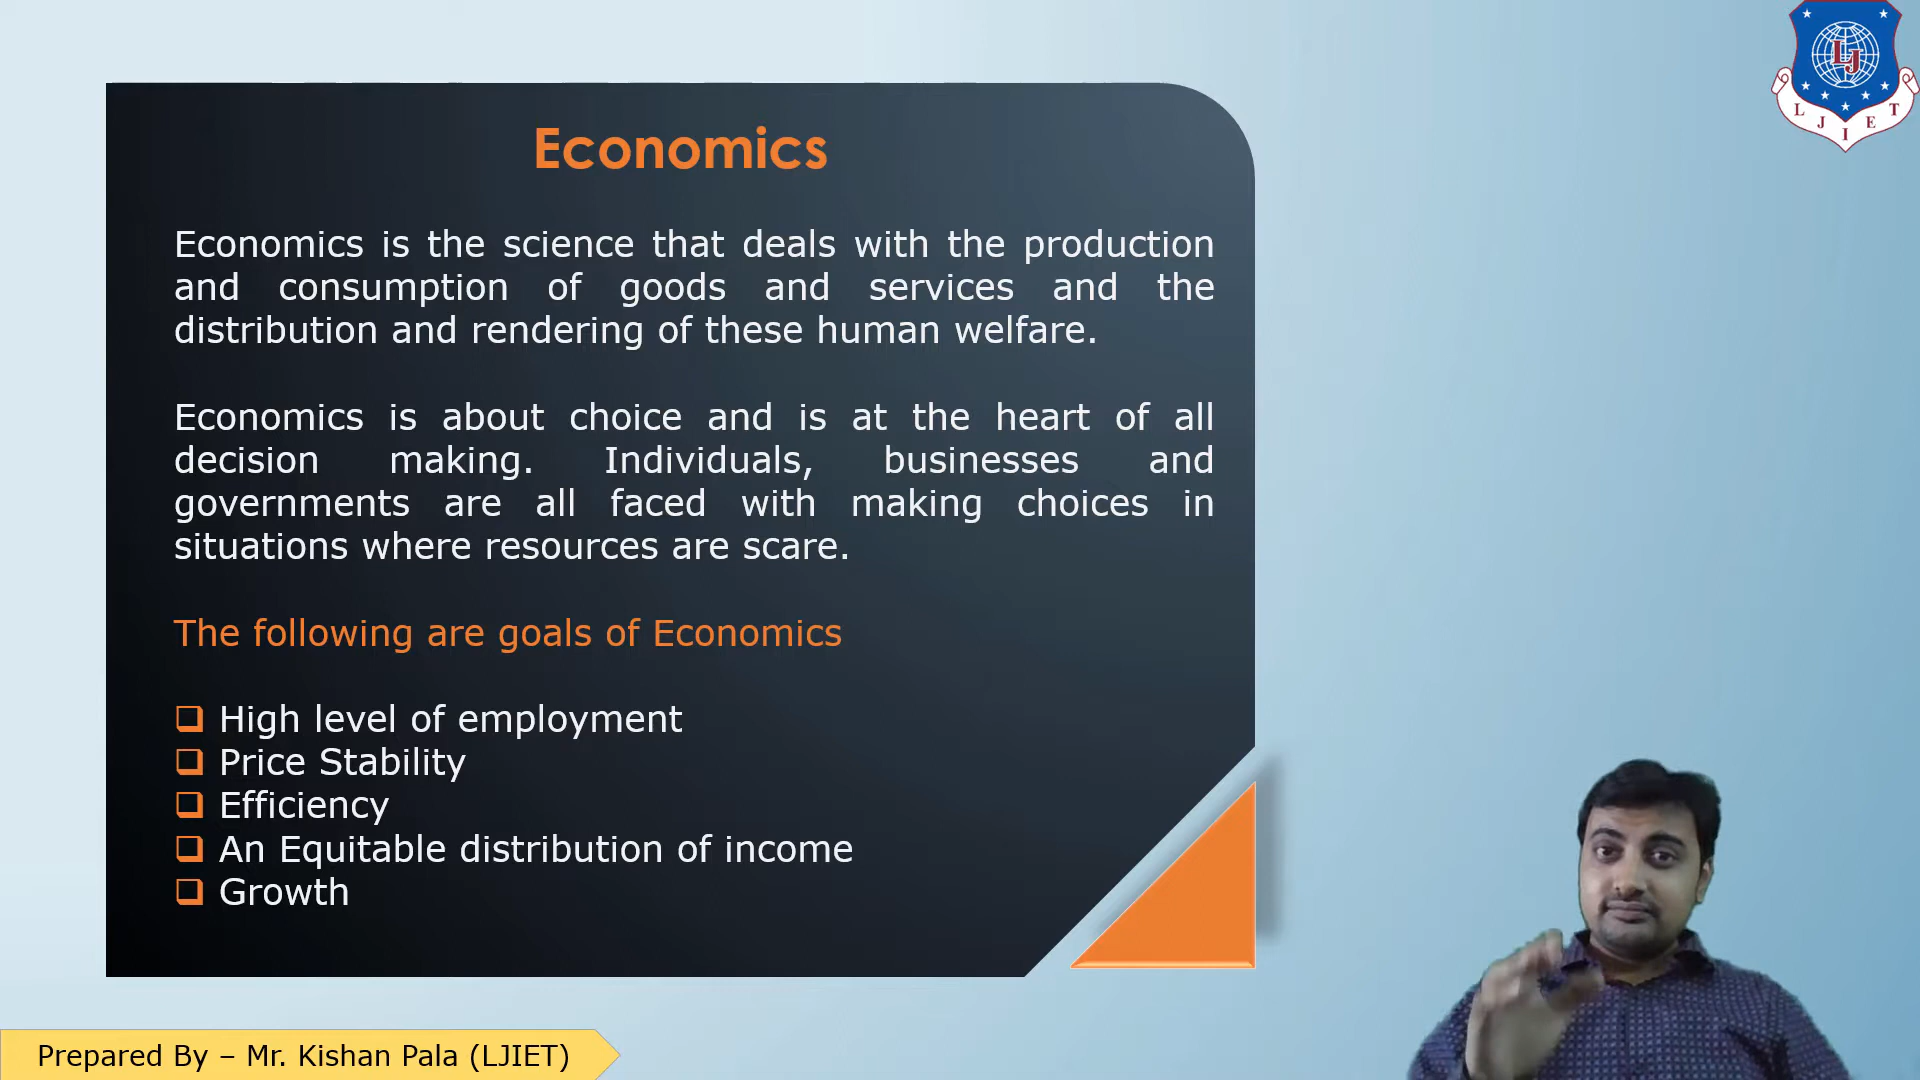 LJ
LJIET
Economics
Economics is the science that deals with the production
and consumption of goods and services and the
distribution and rendering of these human welfare.
Economics is about choice and is at the heart of all
decision making. Individuals, businesses and
governments are all faced with making choices in
situations where resources are scare.
The following are goals of Economics
High level of employment
Price Stability
Efficiency
An Equitable distribution of income
Growth
Prepared By – Mr. Kishan Pala (LJIET)